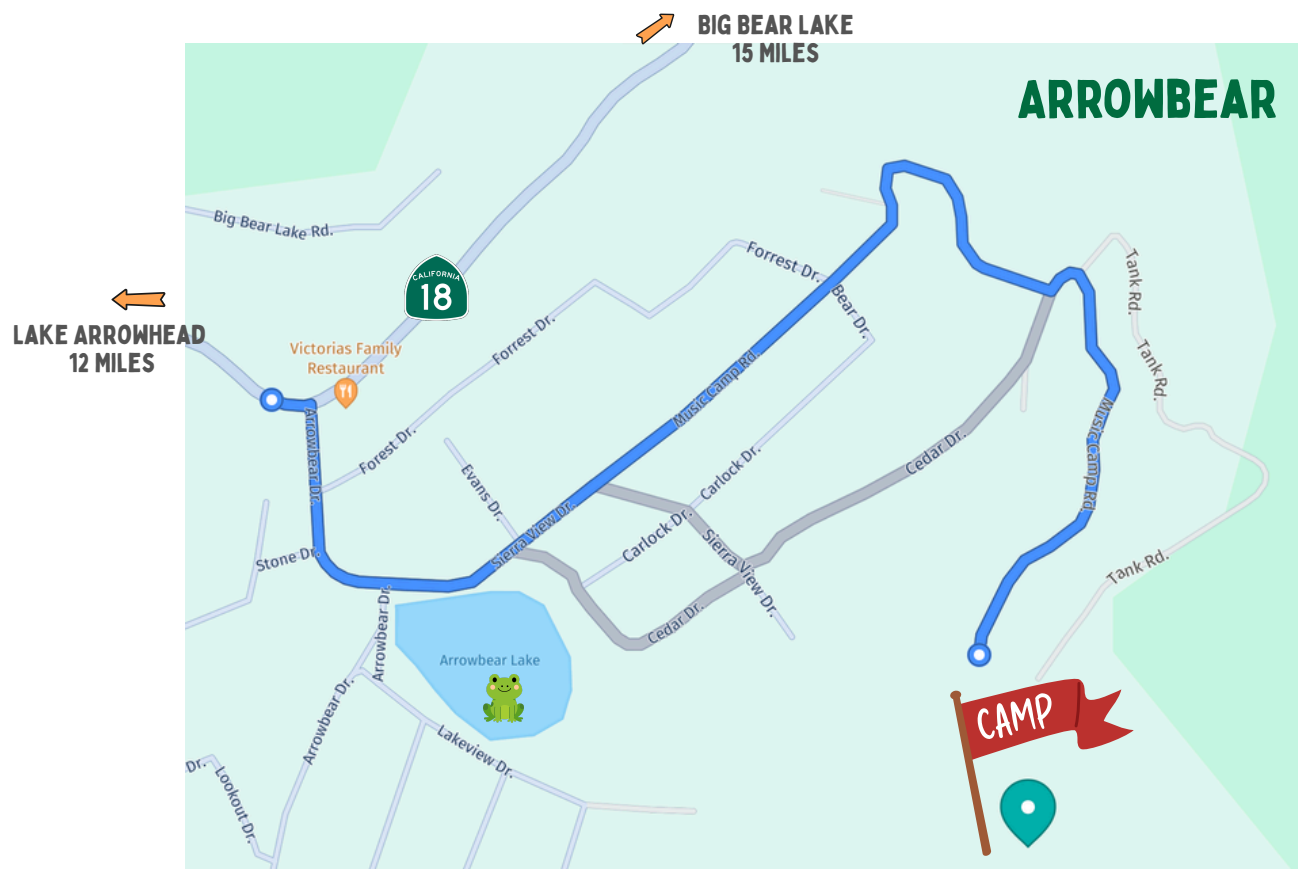 BIG BEAR LAKE
15 MILES
ARROWBEAR
Big Bear Lake Rd.
CALIFORNIA
18
LAKE ARROWHEAD
12 MILES
Victorias Family
Restaurant
Forrest Dr.
Bear Dr.
Forrest Dr.
Tank Rd.
Tank Rd.
Music Camp Rd.
Arrowbear Dr.
Forest Dr.
Evans Dr.
Carlock Dr.
Cedar Dr.
Music Camp Rd.
Sierra View Dr.
Carlock Dr.
Sierra View Dr.
Stone Dr.
Tank Rd.
Arrowbear Dr.
Cedar Dr.
Arrowbear Lake
Arrowbear Dr.
Lakeview Dr.
Dr.
Lookout Dr.
CAMP